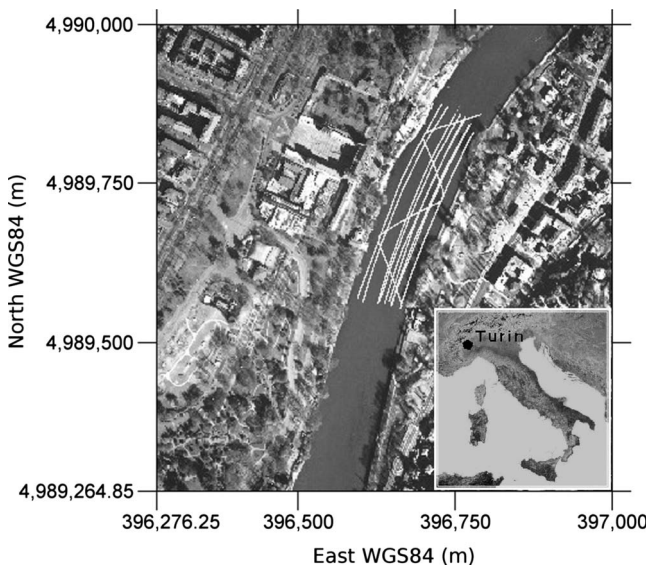 4,990,000
4,989,750
4,989,500
4,989,264.85
North WGS84 (m)
Turin
396,276.25
396,500
396,750
397,000
East WGS84 (m)